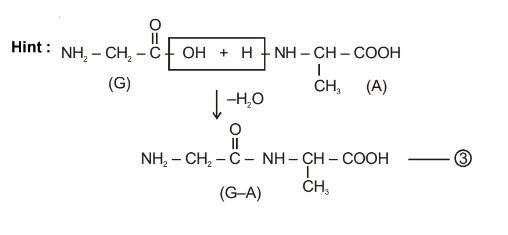 O
Hint : NH₂ – CH₂ – C – OH + H – NH – CH – COOH
(G) CH₃ (A)
–H₂O
O
NH₂ – CH₂ – C – NH – CH – COOH ③
(G–A) CH₃